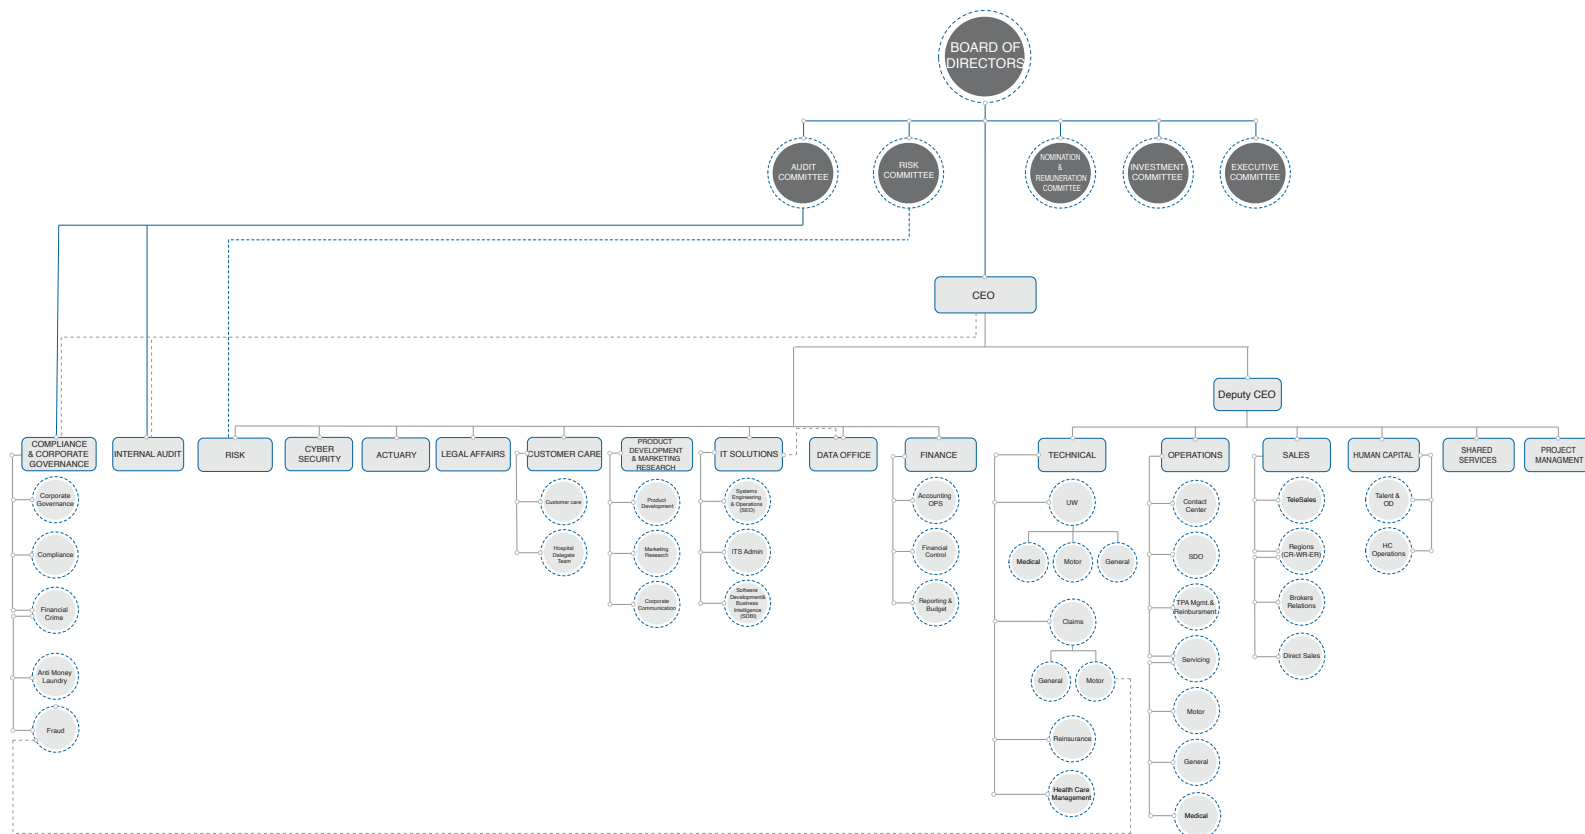 BOARD OF
DIRECTORS
AUDIT
COMMITTEE
RISK
COMMITTEE
NOMINATION
&
REMUNERATION
COMMITTEE
INVESTMENT
COMMITTEE
EXECUTIVE
COMMITTEE
CEO
Deputy CEO
COMPLIANCE
& CORPORATE
GOVERNANCE
INTERNAL AUDIT
RISK
CYBER
SECURITY
ACTUARY
LEGAL AFFAIRS
CUSTOMER CARE
PRODUCT
DEVELOPMENT
& MARKETING
RESEARCH
IT SOLUTIONS
DATA OFFICE
FINANCE
TECHNICAL
OPERATIONS
SALES
HUMAN CAPITAL
SHARED
SERVICES
PROJECT
MANAGMENT
Corporate
Governance
Compliance
Financial
Crime
Anti Money
Laundry
Fraud
Customer care
Hospital
Delegate
Team
Product
Development
Marketing
Research
Corporate
Communication
Systems
Engineering
& Operations
(SEO)
ITS Admin
Software
Development&
Business
Intelligence
(SDBI)
Accounting
OPS
Financial
Control
Reporting &
Budget
UW
Medical
Motor
General
Claims
General
Motor
Reinsurance
Health Care
Management
Contact
Center
SDO
TPA Mgmt.&
Reinbursment
Servicing
Motor
General
Medical
TeleSales
Regions
(CR-WR-ER)
Brokers
Relations
Direct Sales
Talent &
OD
HC
Operations